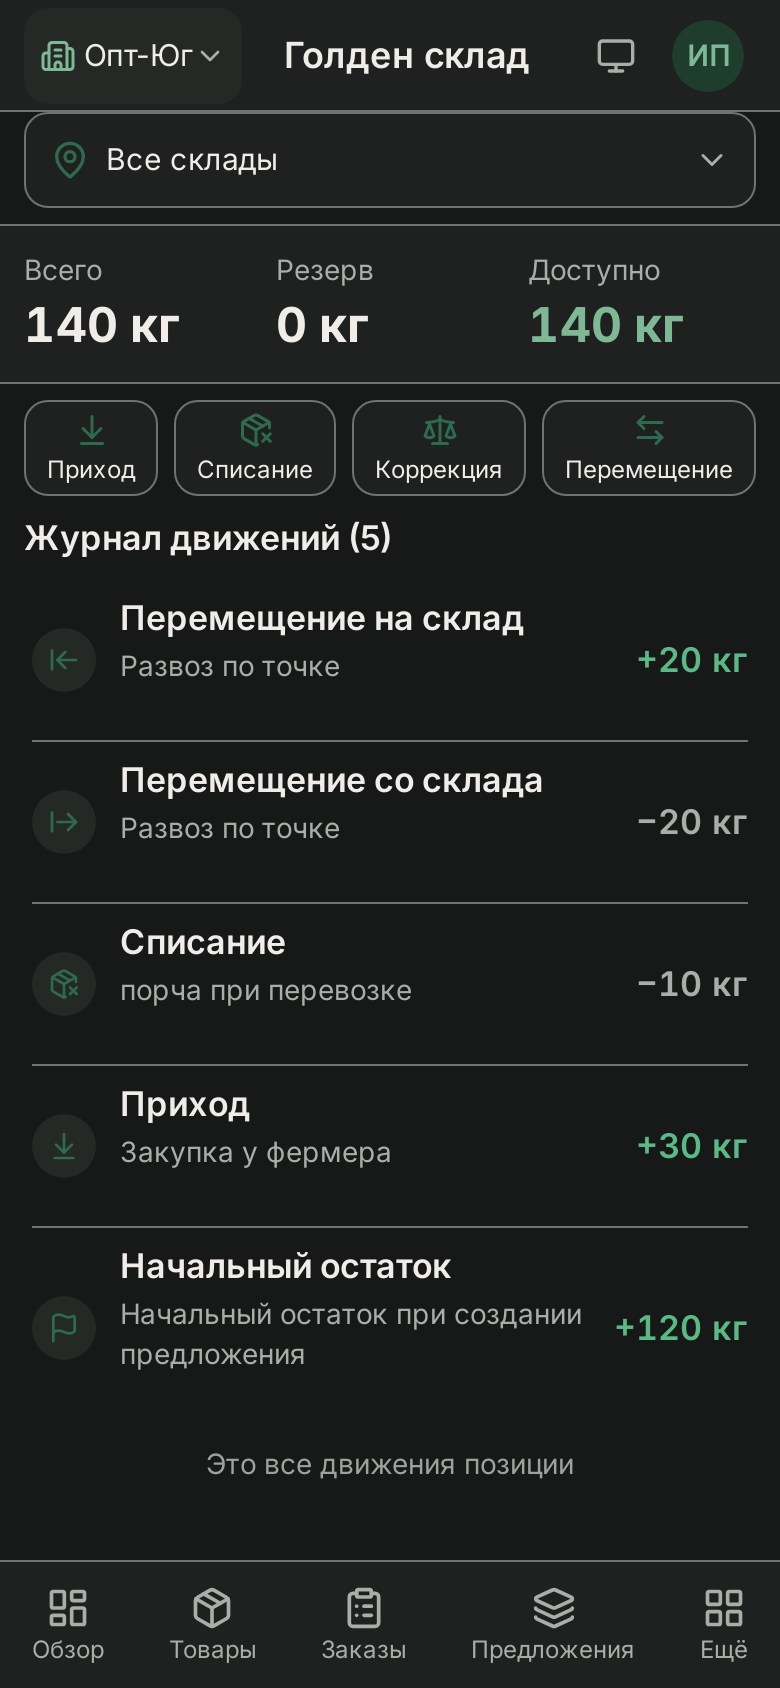 Опт-Юг
Голден склад
ИП
Все склады
Всего
Резерв
Доступно
140 кг
0 кг
140 кг
Приход
Списание
Коррекция
Перемещение
Журнал движений (5)
Перемещение на склад
Развоз по точке
+20 кг
Перемещение со склада
Развоз по точке
−20 кг
Списание
порча при перевозке
−10 кг
Приход
Закупка у фермера
+30 кг
Начальный остаток
Начальный остаток при создании
предложения
+120 кг
Это все движения позиции
Обзор
Товары
Заказы
Предложения
Ещё